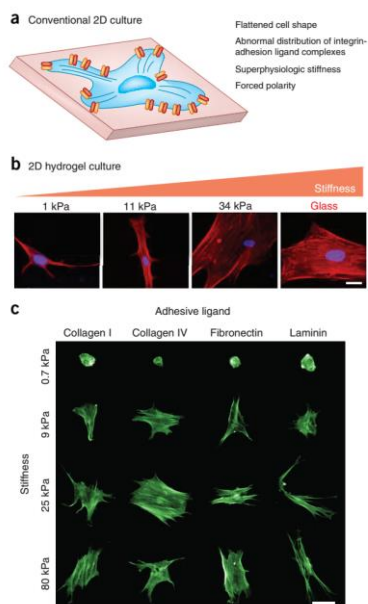 a Conventional 2D culture
Flattened cell shape
Abnormal distribution of integrin-
adhesion ligand complexes
Superphysiologic stiffness
Forced polarity
b 2D hydrogel culture
Stiffness
1 kPa 11 kPa 34 kPa Glass
c
Adhesive ligand
Collagen I Collagen IV Fibronectin Laminin
Stiffness
0.7 kPa
9 kPa
25 kPa
80 kPa